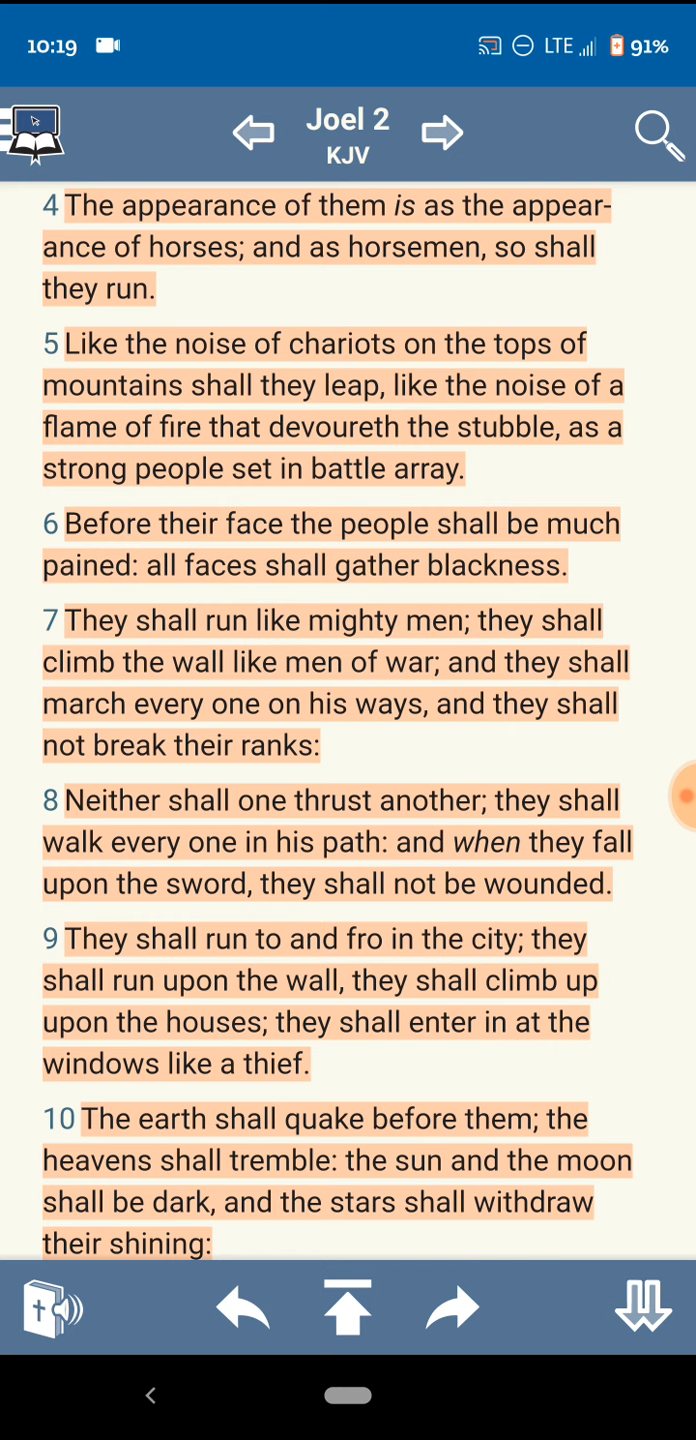 10:19 LTE 91%
Joel 2
KJV
4 The appearance of them is as the appear-
ance of horses; and as horsemen, so shall
they run.
5 Like the noise of chariots on the tops of
mountains shall they leap, like the noise of a
flame of fire that devoureth the stubble, as a
strong people set in battle array.
6 Before their face the people shall be much
pained: all faces shall gather blackness.
7 They shall run like mighty men; they shall
climb the wall like men of war; and they shall
march every one on his ways, and they shall
not break their ranks:
8 Neither shall one thrust another; they shall
walk every one in his path: and when they fall
upon the sword, they shall not be wounded.
9 They shall run to and fro in the city; they
shall run upon the wall, they shall climb up
upon the houses; they shall enter in at the
windows like a thief.
10 The earth shall quake before them; the
heavens shall tremble: the sun and the moon
shall be dark, and the stars shall withdraw
their shining: